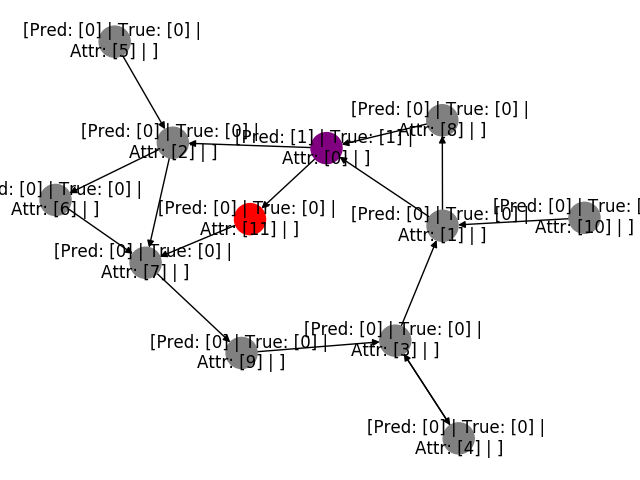 [Pred: [0] | True: [0] |
Attr: [5] | ]
[Pred: [0] | True: [0] |
Attr: [8] | ]
[Pred: [0] | True: [0] |
Attr: [2] | ]
[Pred: [1] | True: [1] |
Attr: [0] | ]
d: [0] | True: [0] |
Attr: [6] | ]
[Pred: [0] | True: [0] |
Attr: [11] | ]
[Pred: [0] | True: [0] |
Attr: [1] | ]
[Pred: [0] | True: [
Attr: [10] | ]
[Pred: [0] | True: [0] |
Attr: [7] | ]
[Pred: [0] | True: [0] |
Attr: [9] | ]
[Pred: [0] | True: [0] |
Attr: [3] | ]
[Pred: [0] | True: [0] |
Attr: [4] | ]